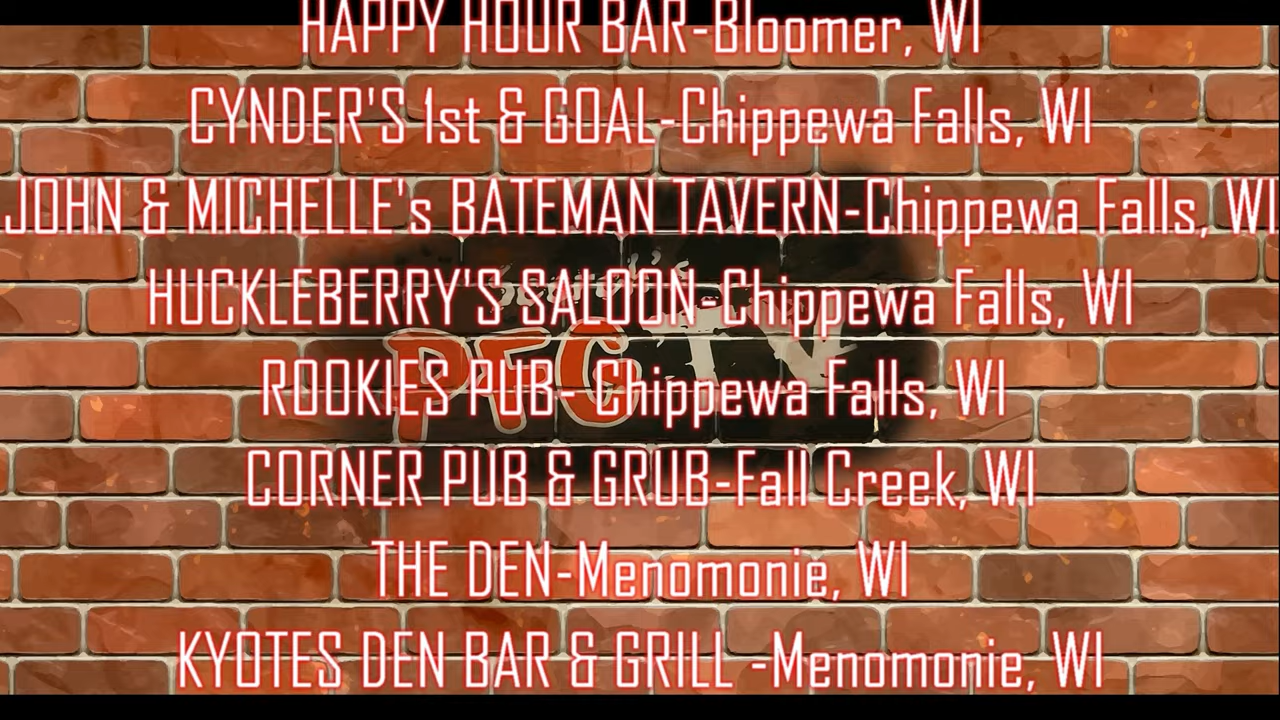 HAPPY HOUR BAR-Bloomer, WI
CYNDER'S 1st & GOAL-Chippewa Falls, WI
JOHN & MICHELLE's BATEMAN TAVERN-Chippewa Falls, WI
HUCKLEBERRY'S SALOON-Chippewa Falls, WI
ROOKIES PUB- Chippewa Falls, WI
PFG TV
CORNER PUB & GRUB-Fall Creek, WI
THE DEN-Menomonie, WI
KYOTES DEN BAR & GRILL -Menomonie, WI